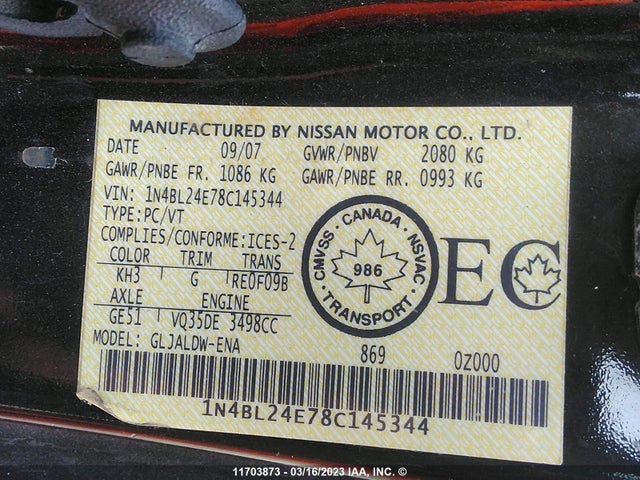 MANUFACTURED BY NISSAN MOTOR CO., LTD.
DATE 09/07 GVWR/PNBV 2080 KG
GAWR/PNBE FR. 1086 KG GAWR/PNBE RR. 0993 KG
VIN: 1N4BL24E78C145344
TYPE:PC/VT
COMPLIES/CONFORME:ICES-2
COLOR TRIM TRANS
KH3 G RE0F09B
AXLE ENGINE
GE51 VQ35DE 3498CC
MODEL: GLJALDW-ENA
CMVSS · CANADA · NSVAC · TRANSPORT ·
986
EC
869 0Z000
1N4BL24E78C145344
11703873 - 03/16/2023 IAA, INC. ©